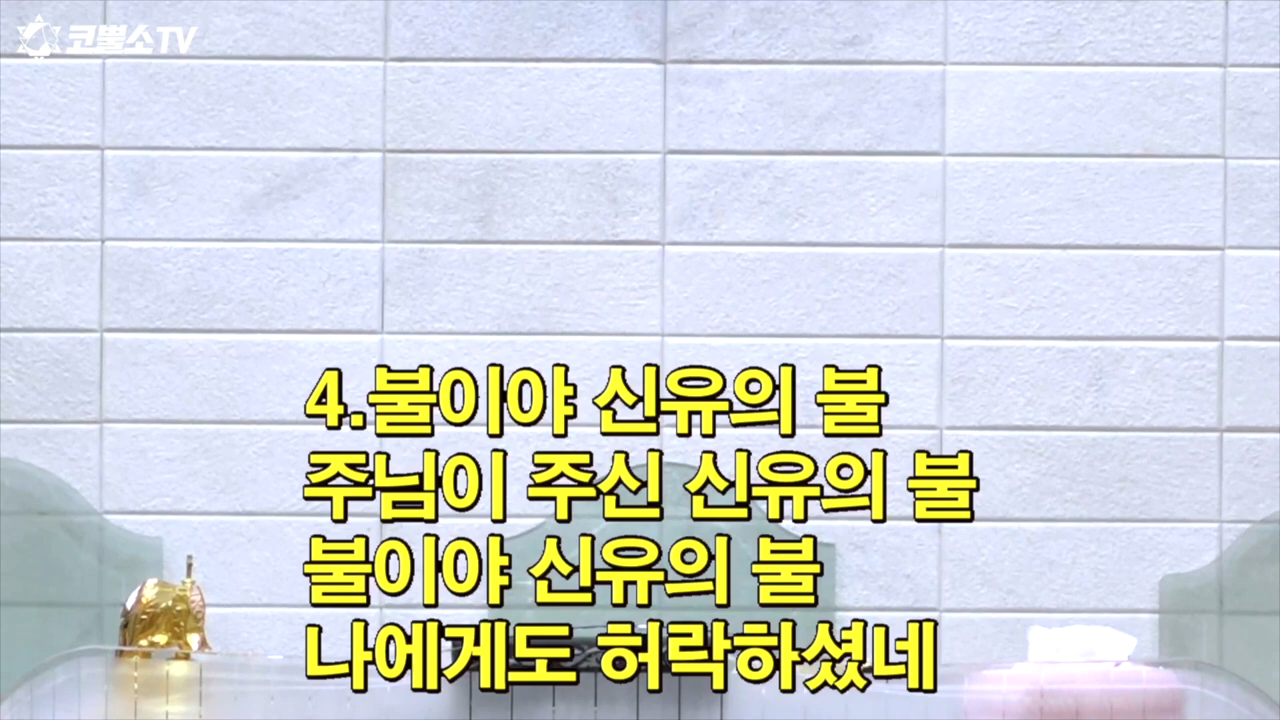 코뿔소TV
4.불이야 신유의 불
주님이 주신 신유의 불
불이야 신유의 불
나에게도 허락하셨네